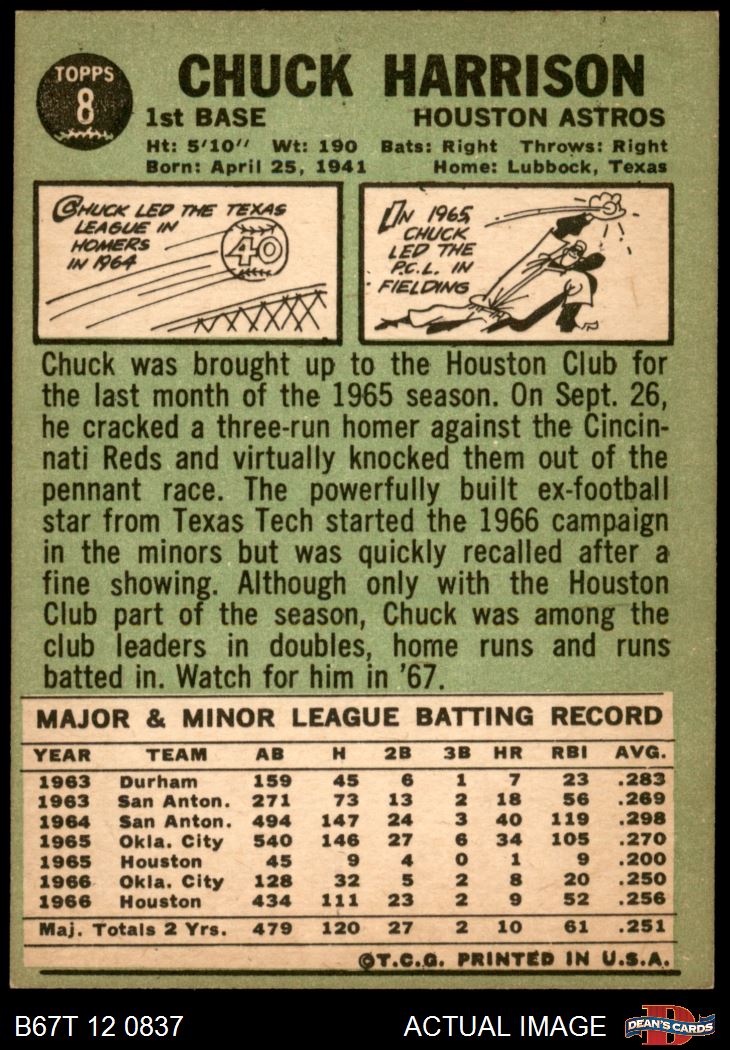 TOPPS
8
CHUCK HARRISON
1st BASE HOUSTON ASTROS
Ht: 5'10" Wt: 190 Bats: Right Throws: Right
Born: April 25, 1941 Home: Lubbock, Texas
CHUCK LED THE TEXAS
LEAGUE IN
HOMERS
IN 1964
40
IN 1965,
CHUCK
LED THE
P.C.L. IN
FIELDING
Chuck was brought up to the Houston Club for
the last month of the 1965 season. On Sept. 26,
he cracked a three-run homer against the Cincin-
nati Reds and virtually knocked them out of the
pennant race. The powerfully built ex-football
star from Texas Tech started the 1966 campaign
in the minors but was quickly recalled after a
fine showing. Although only with the Houston
Club part of the season, Chuck was among the
club leaders in doubles, home runs and runs
batted in. Watch for him in '67.
MAJOR & MINOR LEAGUE BATTING RECORD
YEAR TEAM AB H 2B 3B HR RBI AVG.
1963 Durham 159 45 6 1 7 23 .283
1963 San Anton. 271 73 13 2 18 56 .269
1964 San Anton. 494 147 24 3 40 119 .298
1965 Okla. City 540 146 27 6 34 105 .270
1965 Houston 45 9 4 0 1 9 .200
1966 Okla. City 128 32 5 2 8 20 .250
1966 Houston 434 111 23 2 9 52 .256
Maj. Totals 2 Yrs. 479 120 27 2 10 61 .251
©T.C.G. PRINTED IN U.S.A.
B67T 12 0837 ACTUAL IMAGE
D
DEAN'S CARDS